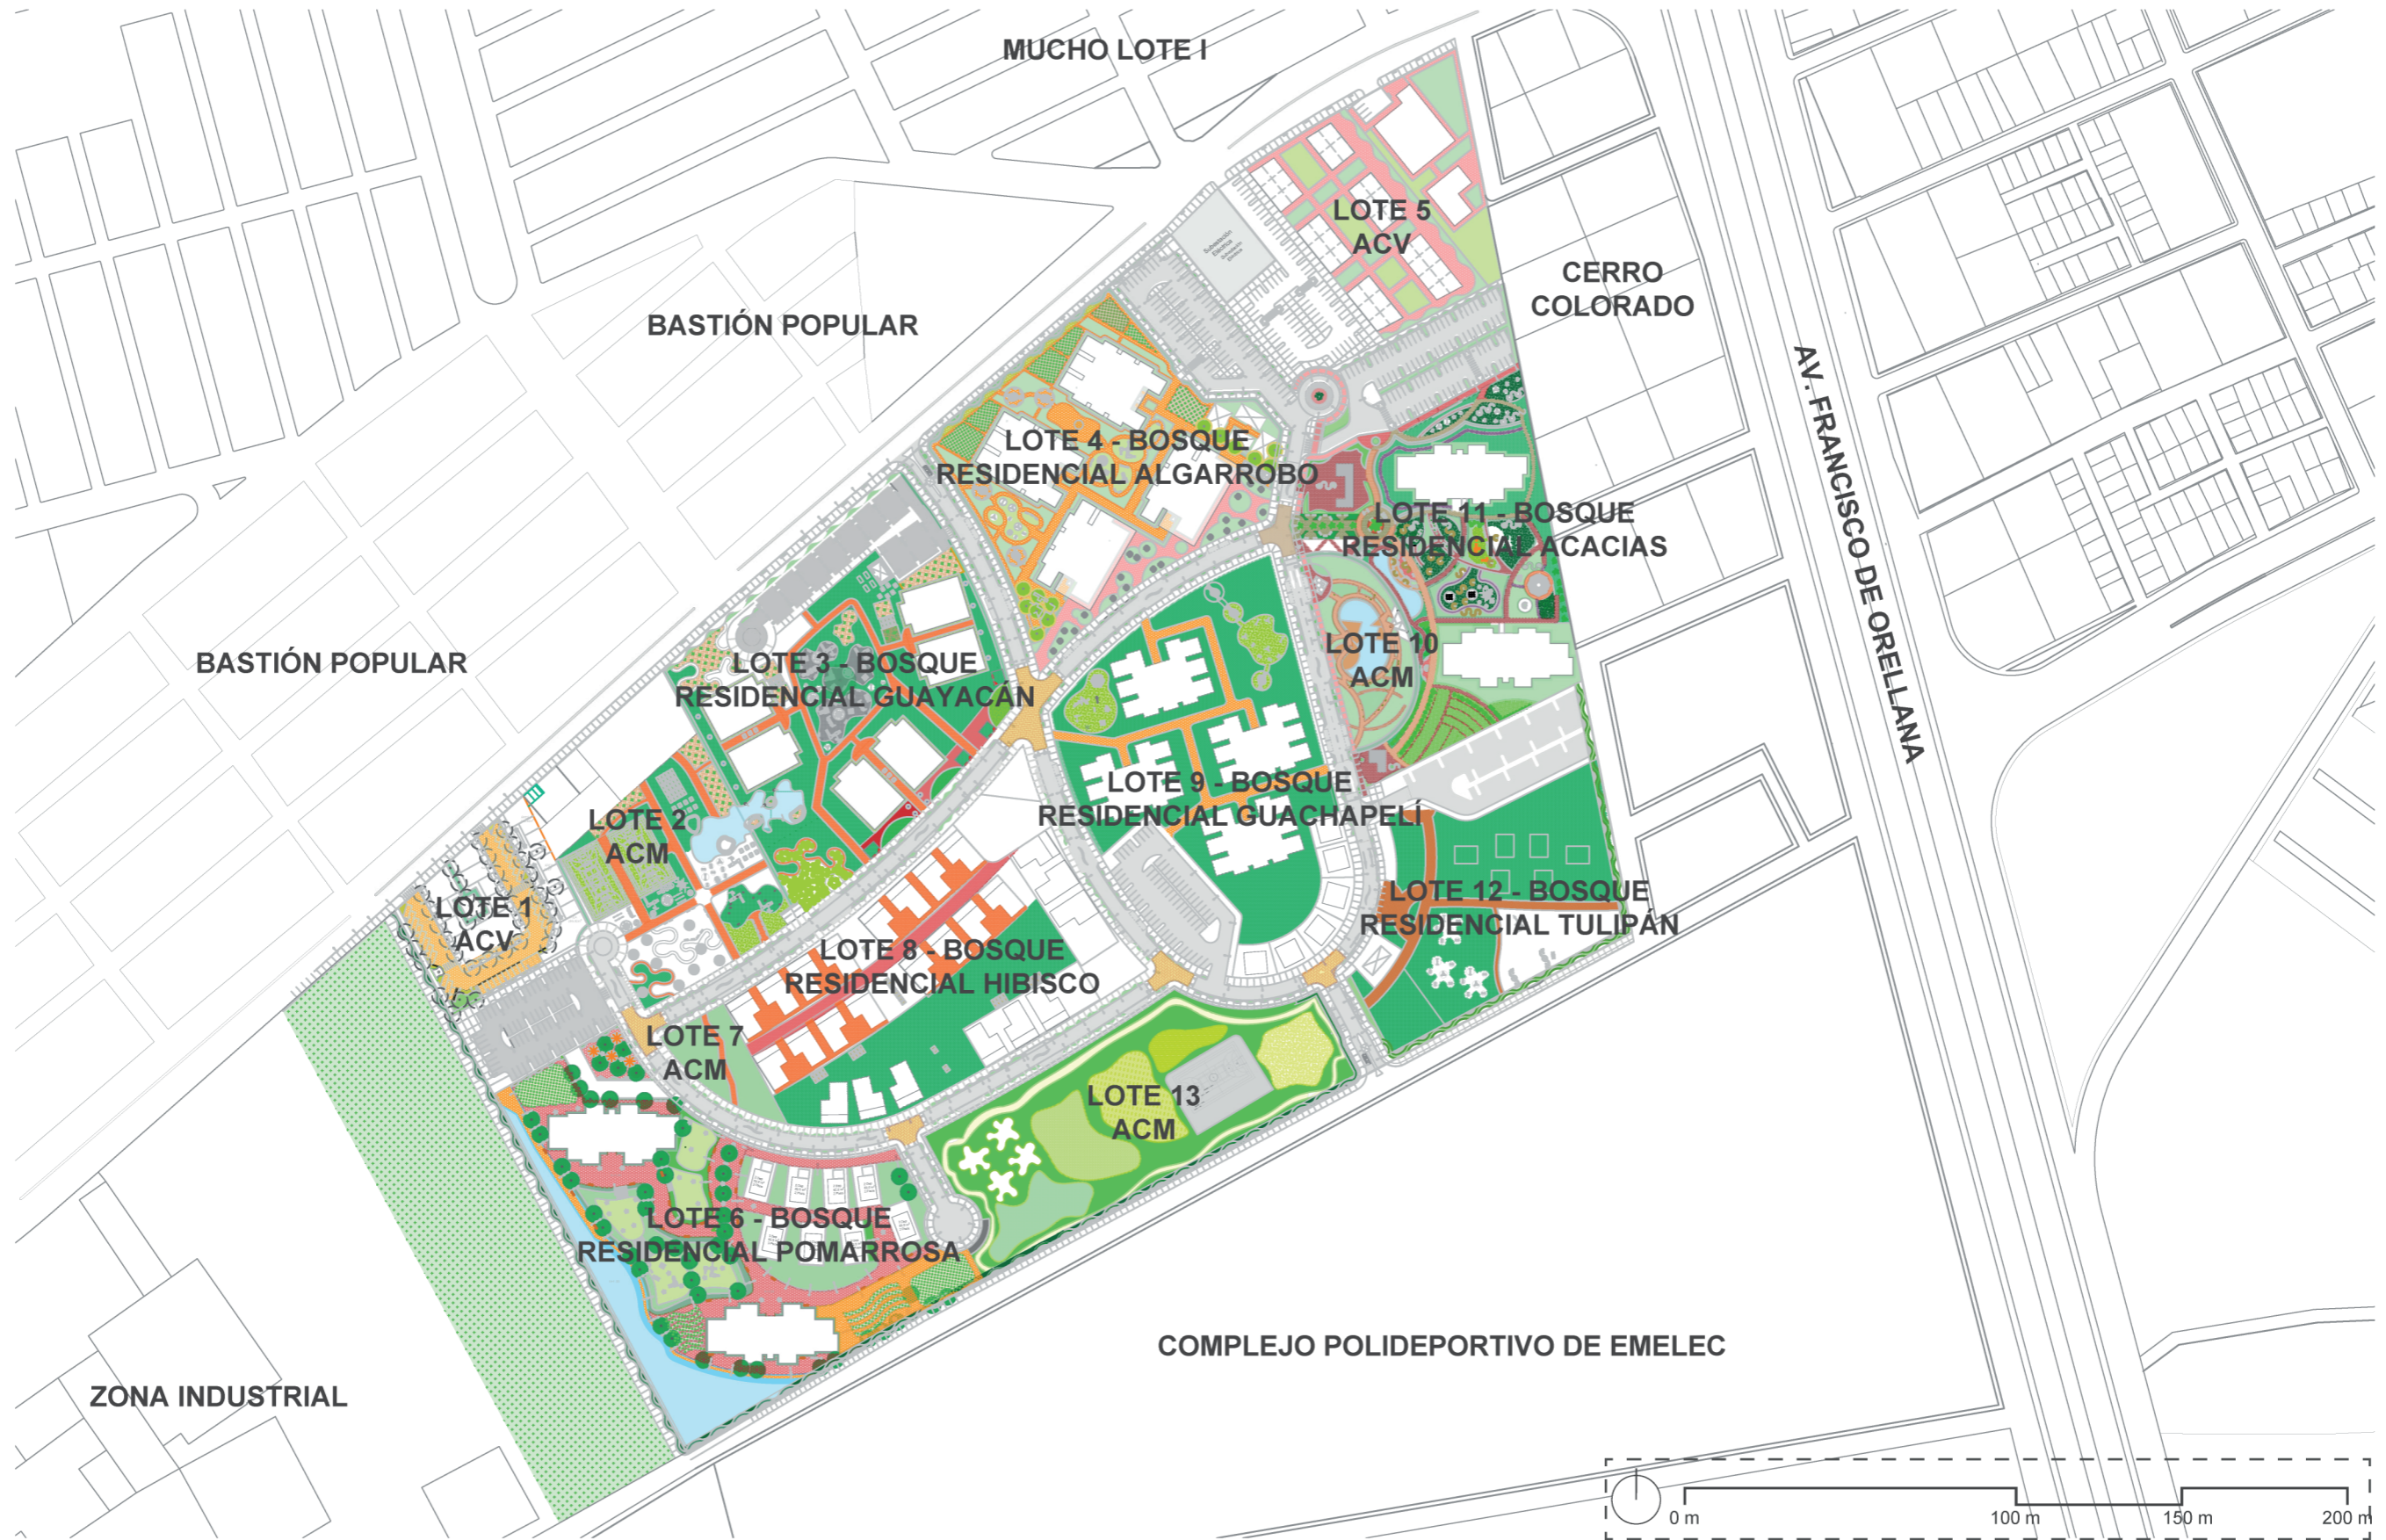 MUCHO LOTE I
LOTE 5
ACV
Subestación
Eléctrica
CERRO
COLORADO
BASTIÓN POPULAR
AV. FRANCISCO DE ORELLANA
LOTE 4 - BOSQUE
RESIDENCIAL ALGARROBO
LOTE 11 - BOSQUE
RESIDENCIAL ACACIAS
BASTIÓN POPULAR
LOTE 3 - BOSQUE
RESIDENCIAL GUAYACÁN
LOTE 10
ACM
LOTE 9 - BOSQUE
RESIDENCIAL GUACHAPELÍ
LOTE 2
ACM
LOTE 1
ACV
LOTE 12 - BOSQUE
RESIDENCIAL TULIPÁN
LOTE 8 - BOSQUE
RESIDENCIAL HIBISCO
LOTE 7
ACM
LOTE 13
ACM
LOTE 6 - BOSQUE
RESIDENCIAL POMARROSA
COMPLEJO POLIDEPORTIVO DE EMELEC
ZONA INDUSTRIAL
0 m
100 m
150 m
200 m